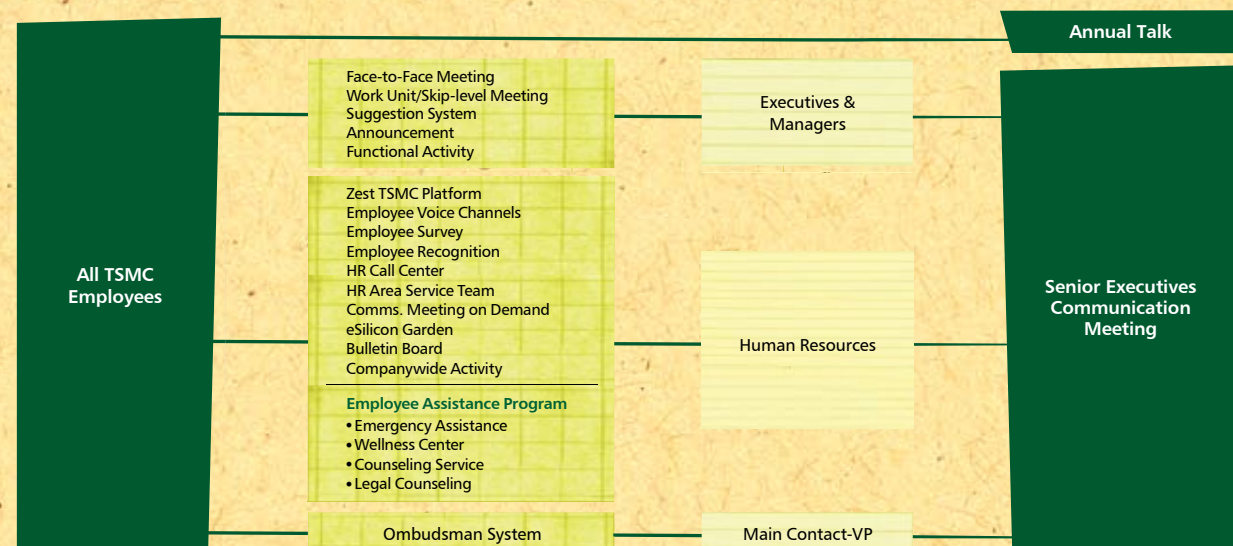 Annual Talk
All TSMC
Employees
Face-to-Face Meeting
Work Unit/Skip-level Meeting
Suggestion System
Announcement
Functional Activity
Executives &
Managers
Zest TSMC Platform
Employee Voice Channels
Employee Survey
Employee Recognition
HR Call Center
HR Area Service Team
Comms. Meeting on Demand
eSilicon Garden
Bulletin Board
Companywide Activity
Employee Assistance Program
• Emergency Assistance
• Wellness Center
• Counseling Service
• Legal Counseling
Human Resources
Ombudsman System
Main Contact-VP
Senior Executives
Communication
Meeting